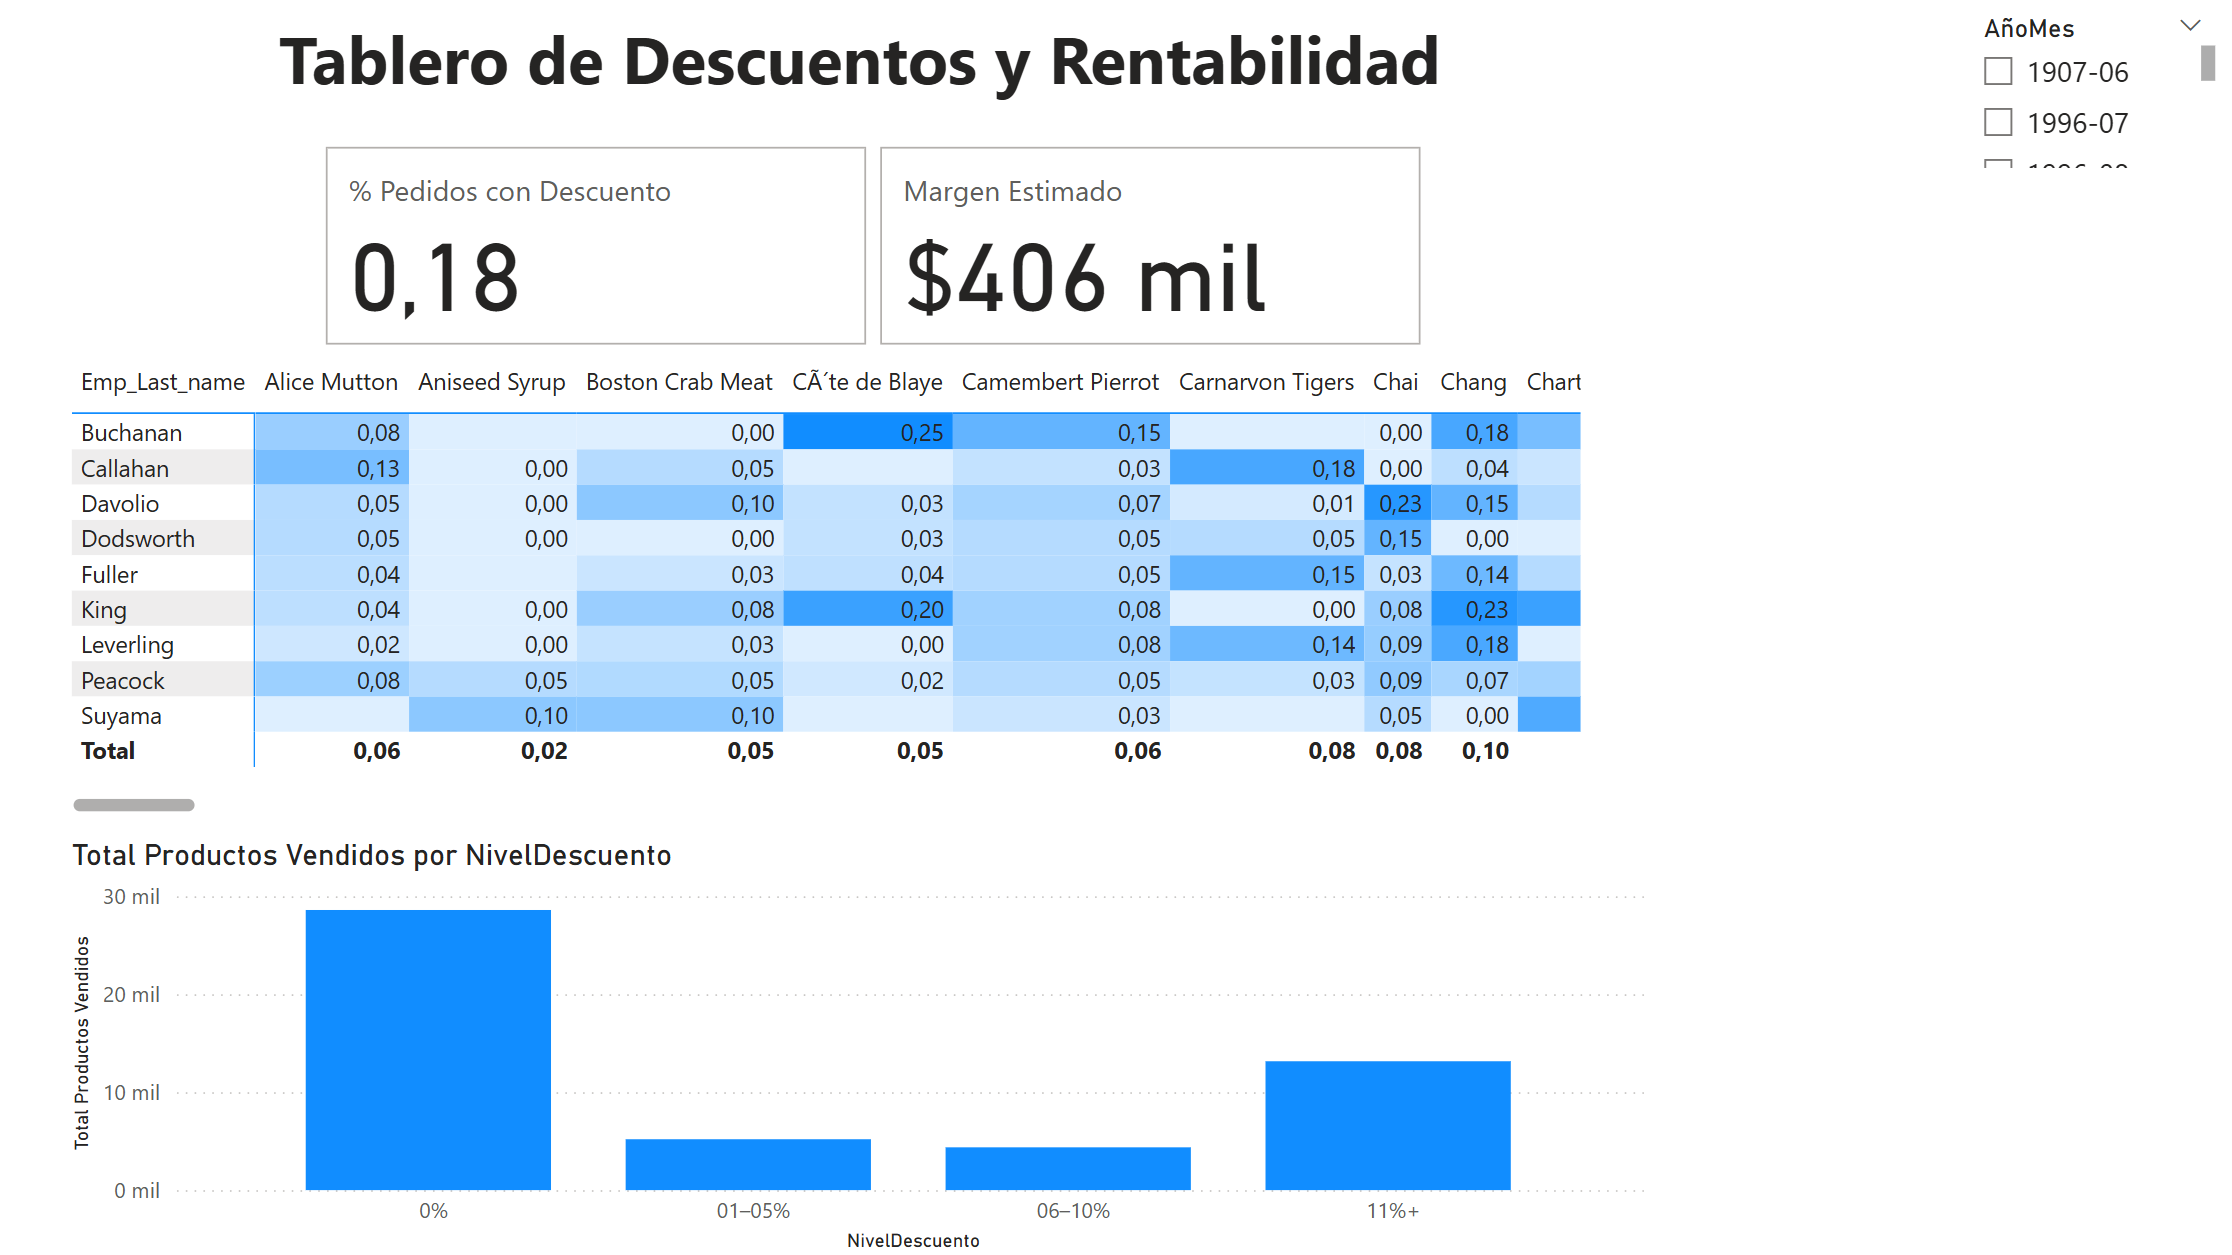 Tablero de Descuentos y Rentabilidad
AñoMes
1907-06
1996-07
% Pedidos con Descuento
0,18
Margen Estimado
$406 mil
Emp_Last_name Alice Mutton Aniseed Syrup Boston Crab Meat CÃ´te de Blaye Camembert Pierrot Carnarvon Tigers Chai Chang Chart
Buchanan 0,08 0,00 0,25 0,15 0,00 0,18
Callahan 0,13 0,00 0,05 0,03 0,18 0,00 0,04
Davolio 0,05 0,00 0,10 0,03 0,07 0,01 0,23 0,15
Dodsworth 0,05 0,00 0,00 0,03 0,05 0,05 0,15 0,00
Fuller 0,04 0,03 0,04 0,05 0,15 0,03 0,14
King 0,04 0,00 0,08 0,20 0,08 0,00 0,08 0,23
Leverling 0,02 0,00 0,03 0,00 0,08 0,14 0,09 0,18
Peacock 0,08 0,05 0,05 0,02 0,05 0,03 0,09 0,07
Suyama 0,10 0,10 0,03 0,05 0,00
Total 0,06 0,02 0,05 0,05 0,06 0,08 0,08 0,10
Total Productos Vendidos por NivelDescuento
Total Productos Vendidos
30 mil
20 mil
10 mil
0 mil
0% 01–05% 06–10% 11%+
NivelDescuento